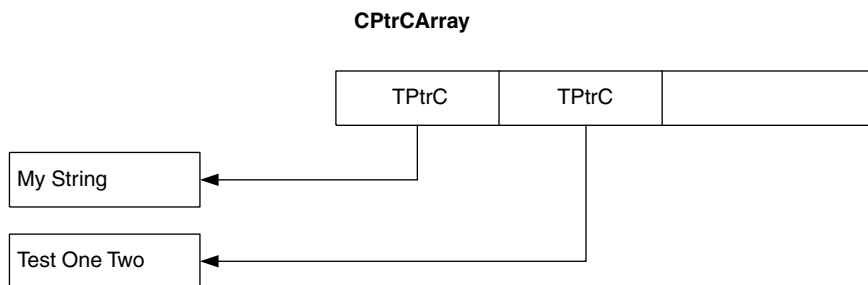 CPtrCArray
TPtrC TPtrC
My String
Test One Two